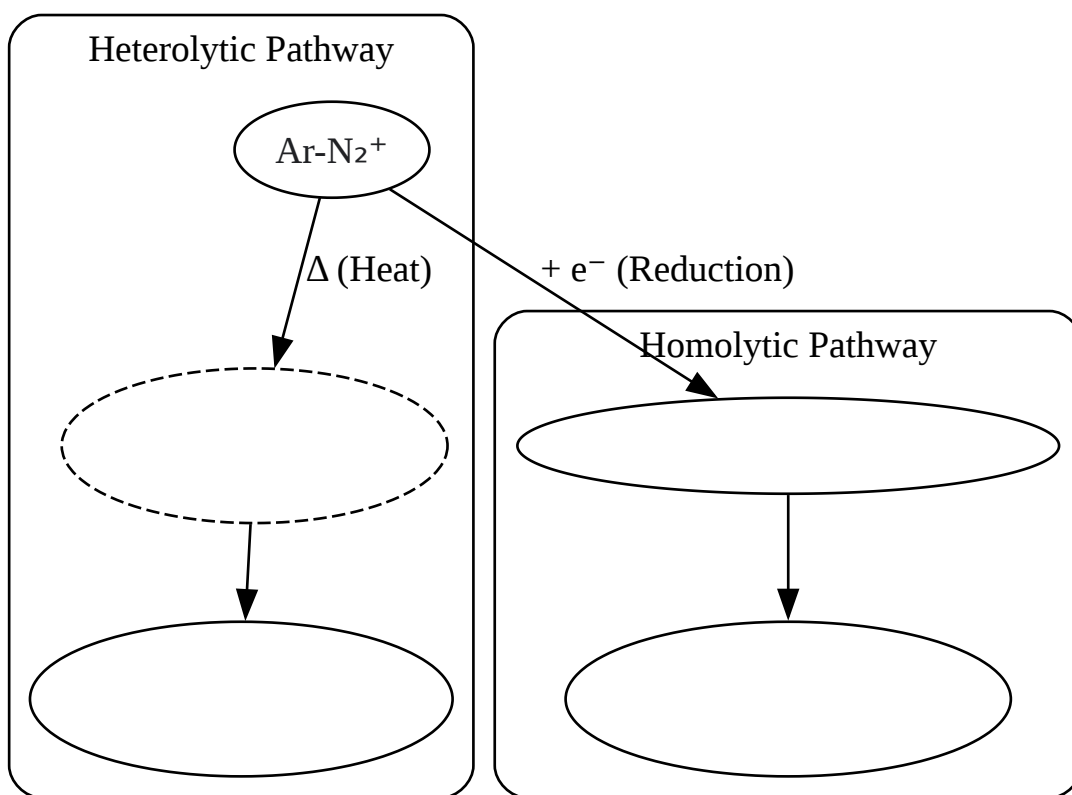 Heterolytic Pathway
Ar-N₂⁺
Δ (Heat)
+ e⁻ (Reduction)
Homolytic Pathway